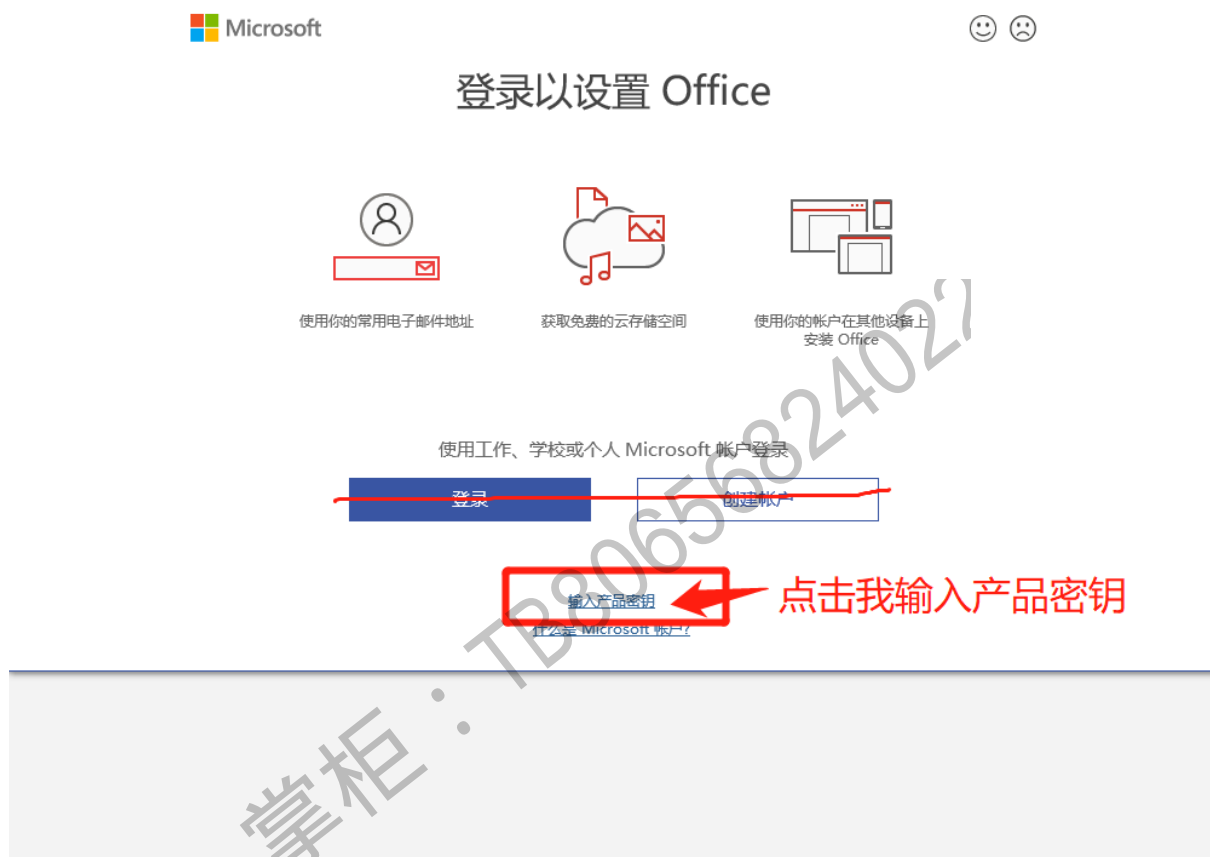 Microsoft
登录以设置 Office
使用你的常用电子邮件地址
获取免费的云存储空间
使用你的帐户在其他设备上
安装 Office
使用工作、学校或个人 Microsoft 帐户登录
登录
创建帐户
输入产品密钥
点击我输入产品密钥
什么是 Microsoft 帐户?
掌柜：TB8065682402